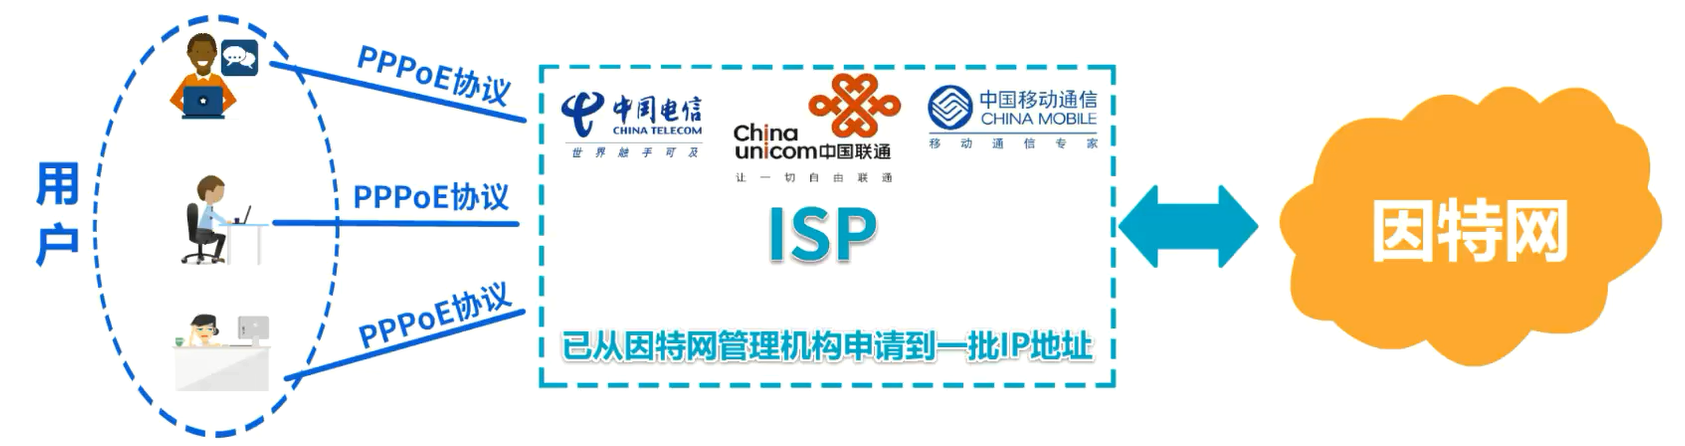 用户
PPPoE协议
PPPoE协议
PPPoE协议
中国电信
CHINA TELECOM
世界触手可及
China
unicom中国联通
让一切自由联通
中国移动通信
CHINA MOBILE
移动通信专家
ISP
已从因特网管理机构申请到一批IP地址
因特网